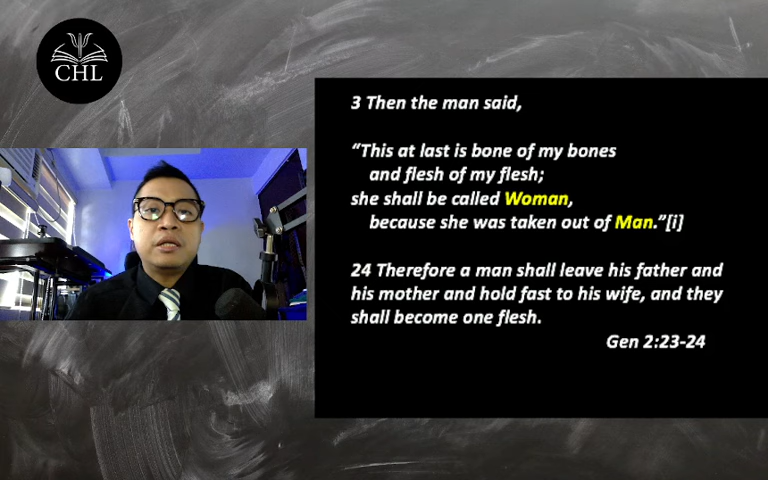 CHL
3 Then the man said,
“This at last is bone of my bones
and flesh of my flesh;
she shall be called Woman,
because she was taken out of Man.”[i]
24 Therefore a man shall leave his father and
his mother and hold fast to his wife, and they
shall become one flesh.
Gen 2:23-24